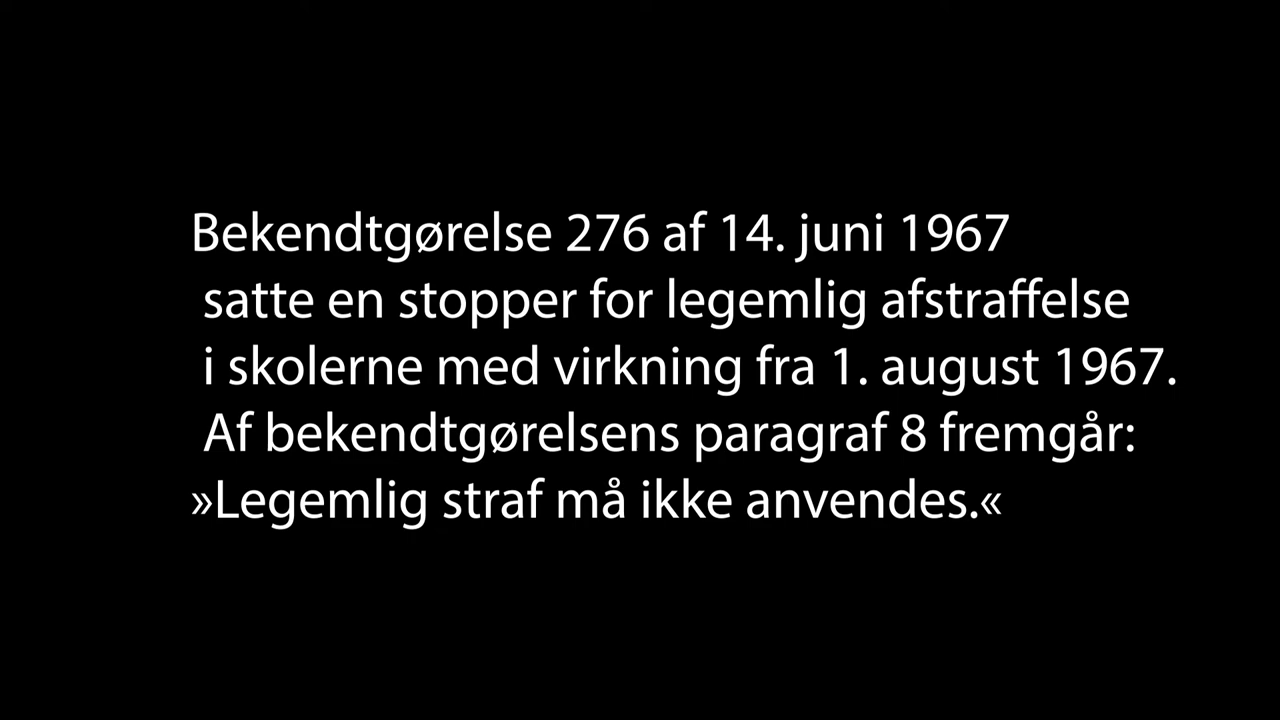 Bekendtgørelse 276 af 14. juni 1967
satte en stopper for legemlig afstraffelse
i skolerne med virkning fra 1. august 1967.
Af bekendtgørelsens paragraf 8 fremgår:
»Legemlig straf må ikke anvendes.«